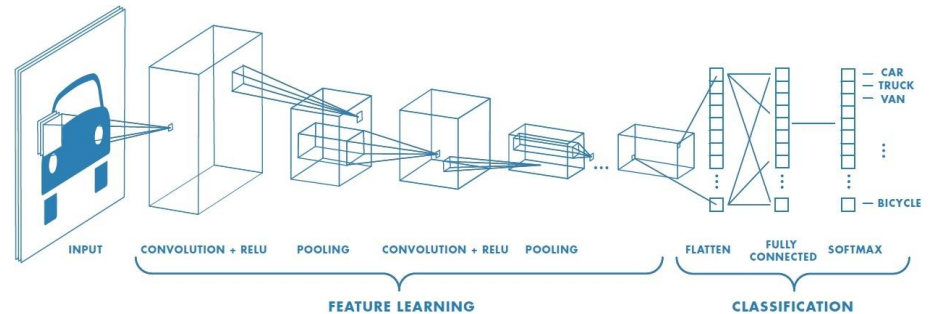 CAR
TRUCK
VAN
BICYCLE
INPUT
CONVOLUTION + RELU
POOLING
CONVOLUTION + RELU
POOLING
FLATTEN
FULLY
CONNECTED
SOFTMAX
FEATURE LEARNING
CLASSIFICATION